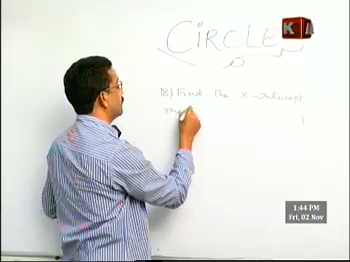 CIRCLE
18) Find the x-intercept
1:44 PM
Fri, 02 Nov